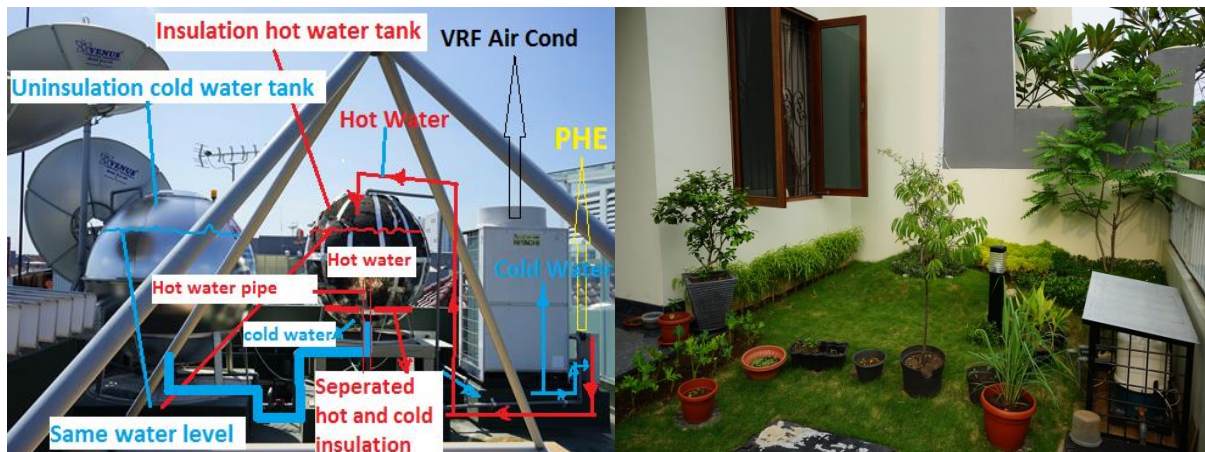 Insulation hot water tank
VRF Air Cond
VENUS
Uninsulation cold water tank
Hot Water
PHE
VENUS
HITACHI
Hot water
Cold Water
Hot water pipe
cold water
Seperated
hot and cold
insulation
Same water level